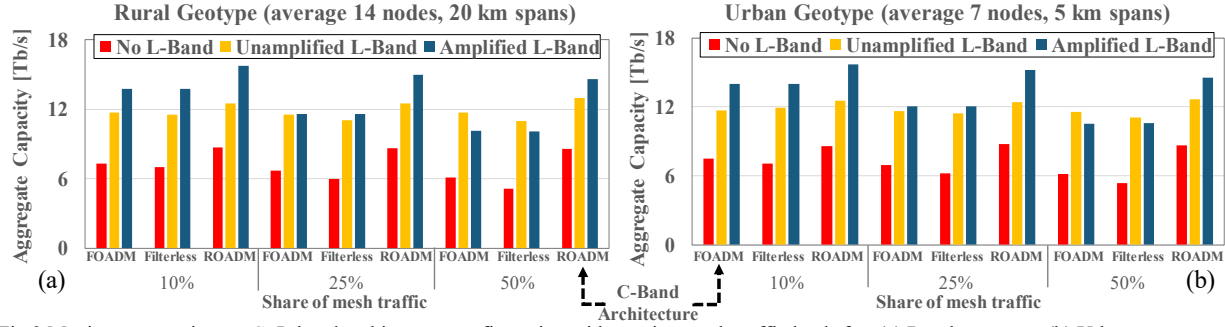 Rural Geotype (average 14 nodes, 20 km spans)
Aggregate Capacity [Tb/s]
18
12
6
0
No L-Band Unamplified L-Band Amplified L-Band
FOADM Filterless ROADM FOADM Filterless ROADM FOADM Filterless ROADM
10% 25% 50%
Share of mesh traffic
(a)
C-Band
Architecture
Urban Geotype (average 7 nodes, 5 km spans)
Aggregate Capacity [Tb/s]
18
12
6
0
No L-Band Unamplified L-Band Amplified L-Band
FOADM Filterless ROADM FOADM Filterless ROADM FOADM Filterless ROADM
10% 25% 50%
Share of mesh traffic
(b)